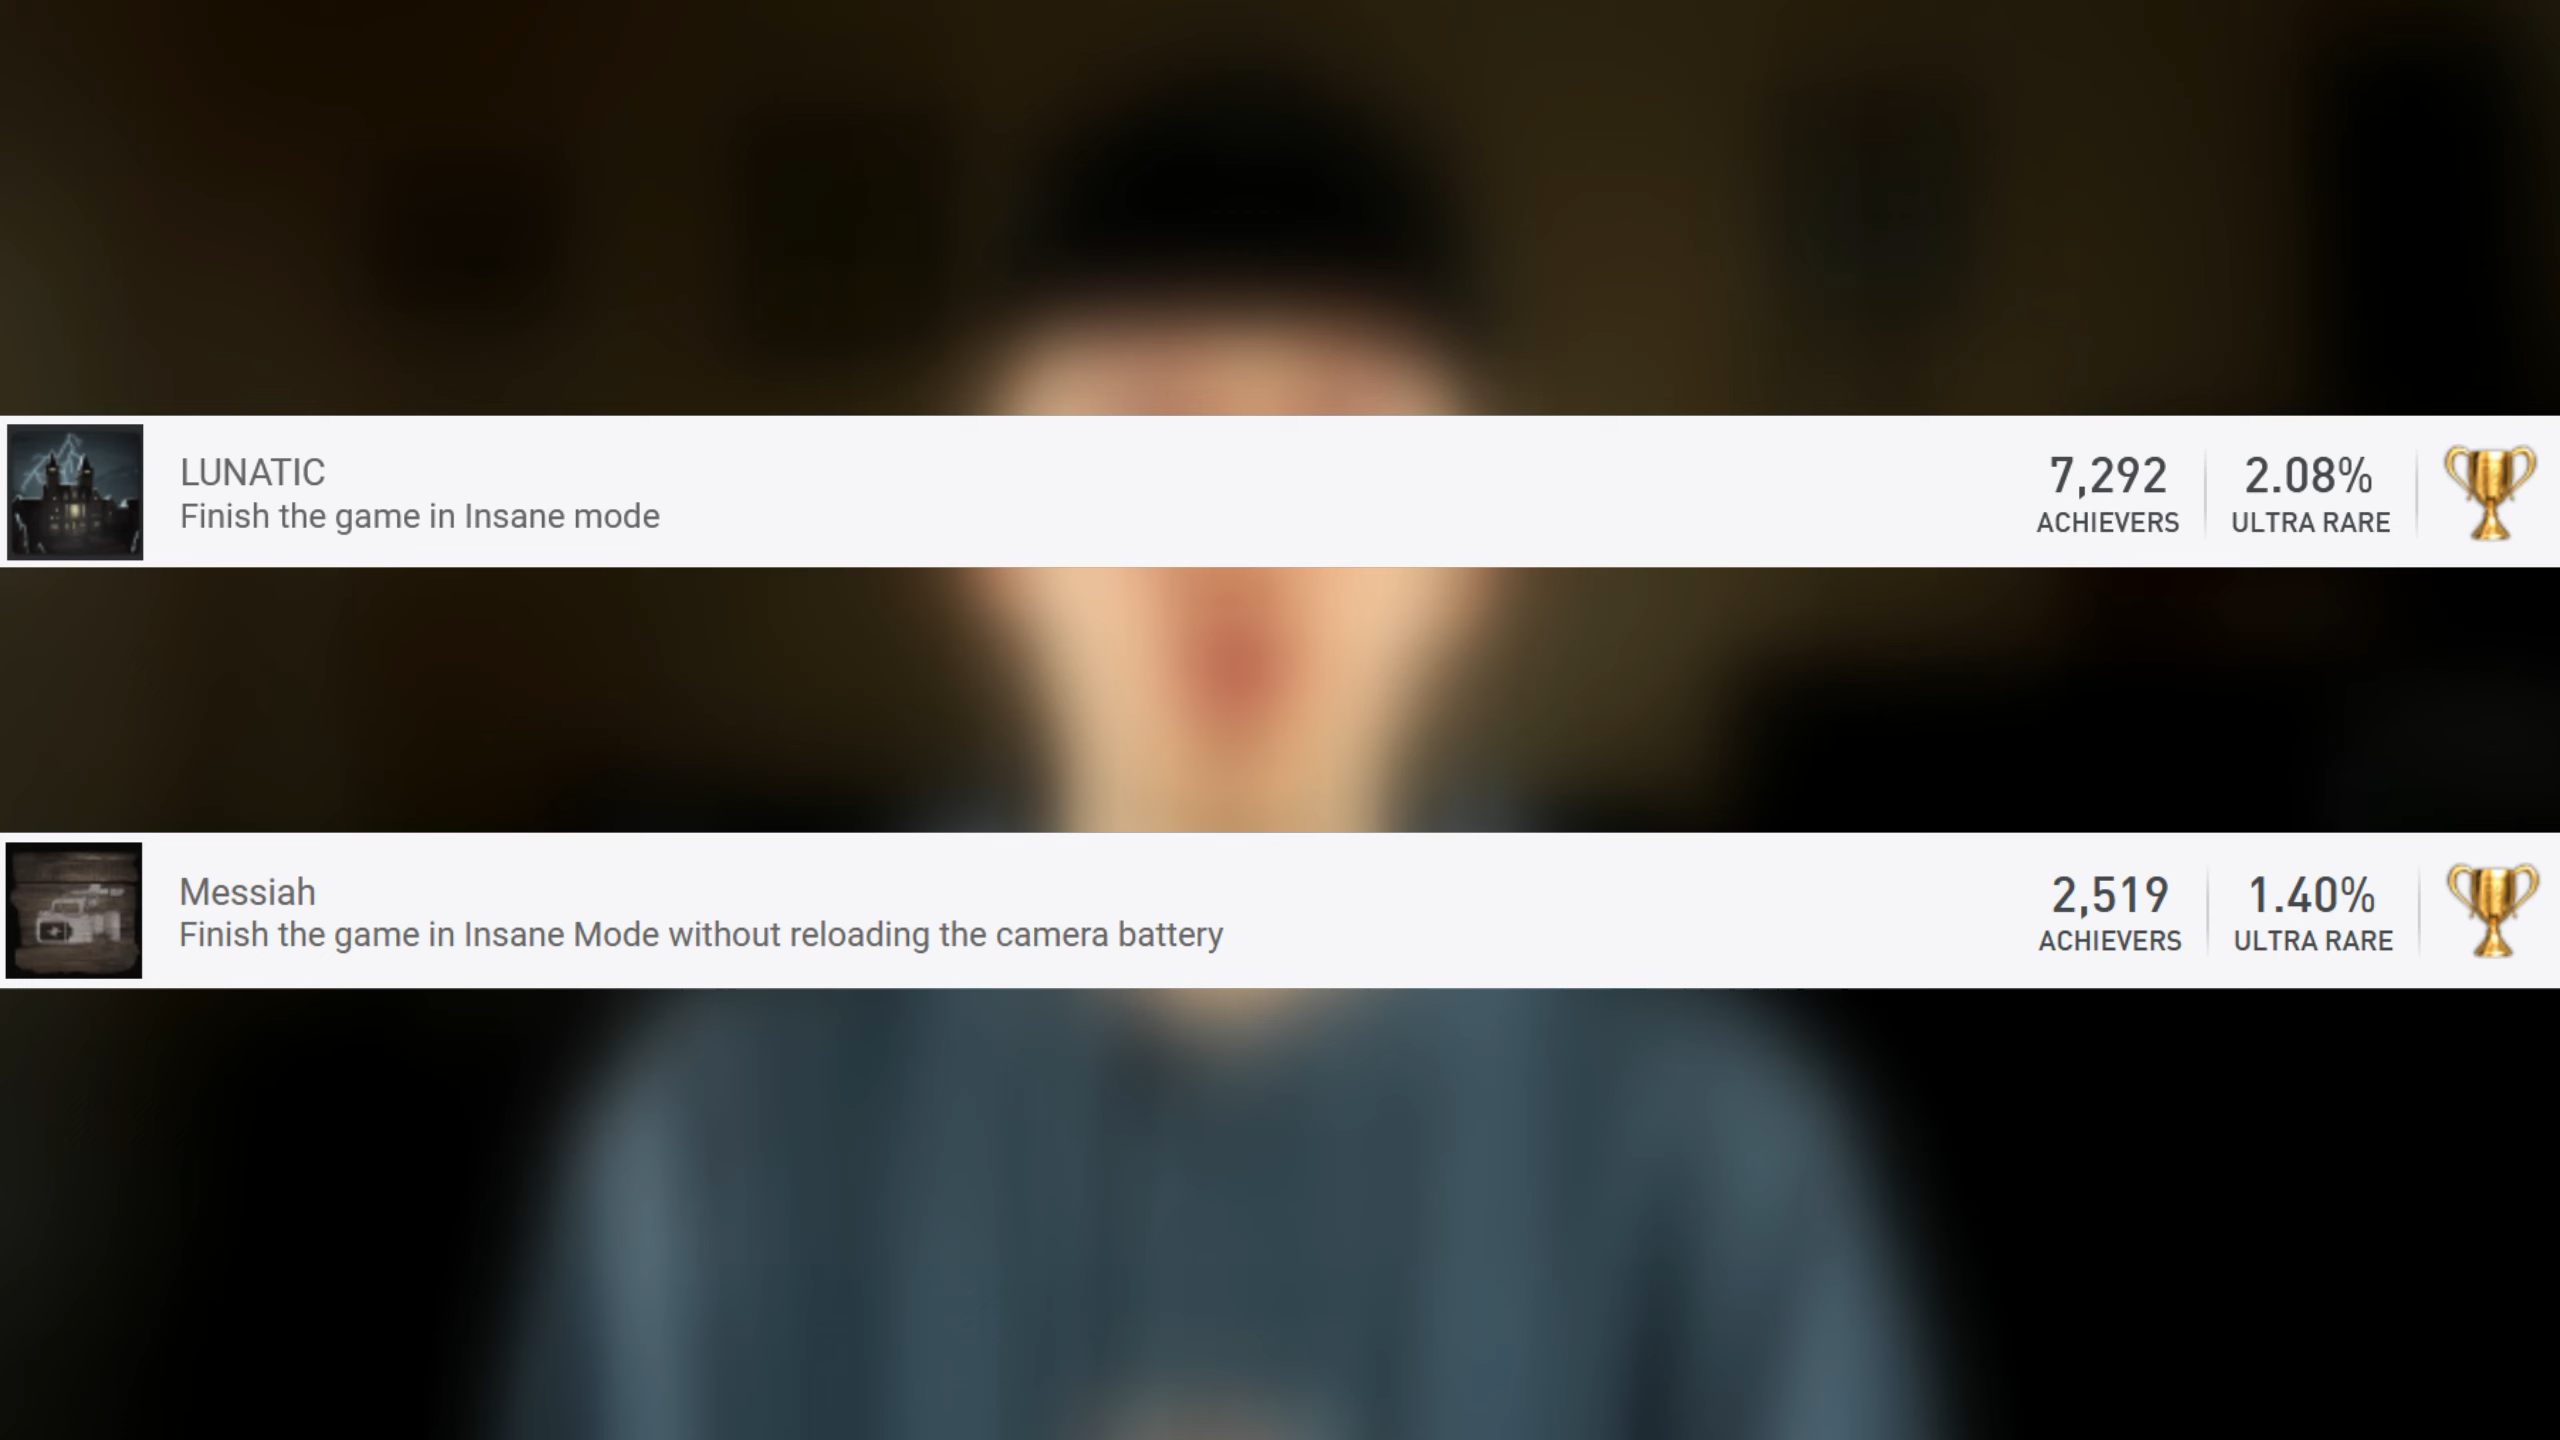 LUNATIC
Finish the game in Insane mode
7,292
ACHIEVERS
2.08%
ULTRA RARE
Messiah
Finish the game in Insane Mode without reloading the camera battery
2,519
ACHIEVERS
1.40%
ULTRA RARE